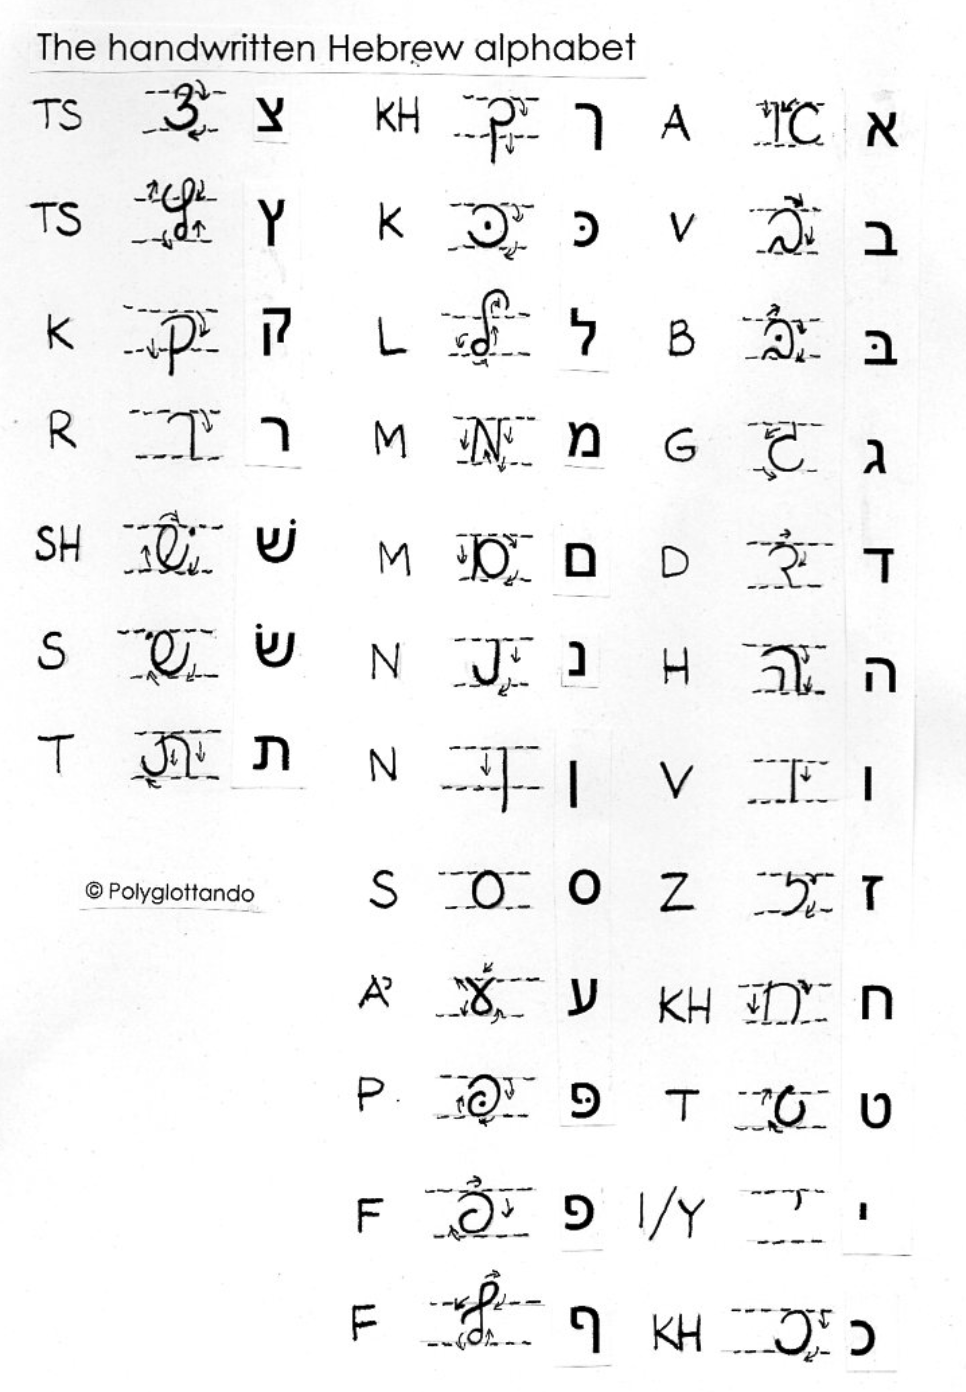 The handwritten Hebrew alphabet
A א א
V ב ב
B בּ בּ
G ג ג
D ד ד
H ה ה
V ו ו
Z ז ז
KH ח ח
T ט ט
I/Y י י
KH כ כ
KH ך ך
K כּ כּ
L ל ל
M מ מ
M ם ם
N נ נ
N ן ן
S ס ס
A' ע ע
P פּ פּ
F פ פ
F ף ף
TS צ צ
TS ץ ץ
K ק ק
R ר ר
SH שׁ שׁ
S שׂ שׂ
T ת ת
© Polyglottando